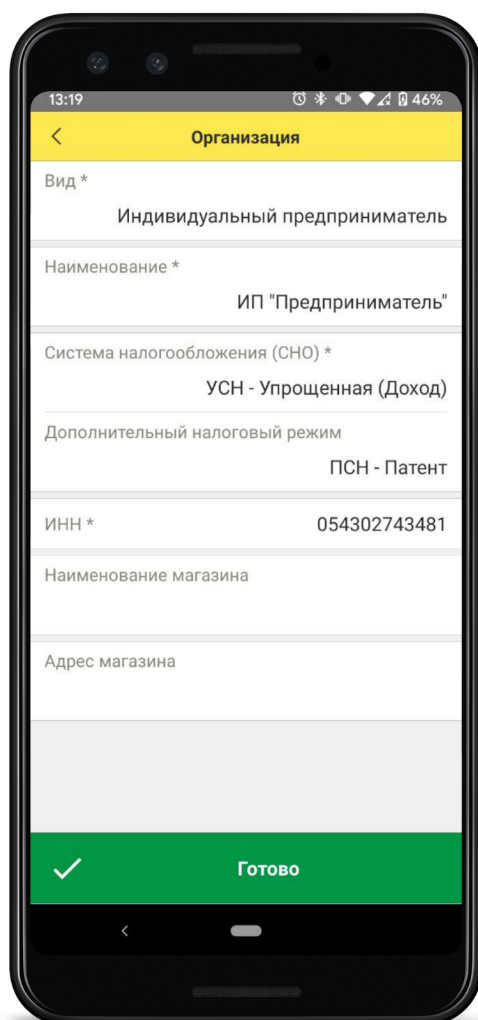 13:19
46%
Организация
Вид *
Индивидуальный предприниматель
Наименование *
ИП "Предприниматель"
Система налогообложения (СНО) *
УСН - Упрощенная (Доход)
Дополнительный налоговый режим
ПСН - Патент
ИНН * 054302743481
Наименование магазина
Адрес магазина
Готово